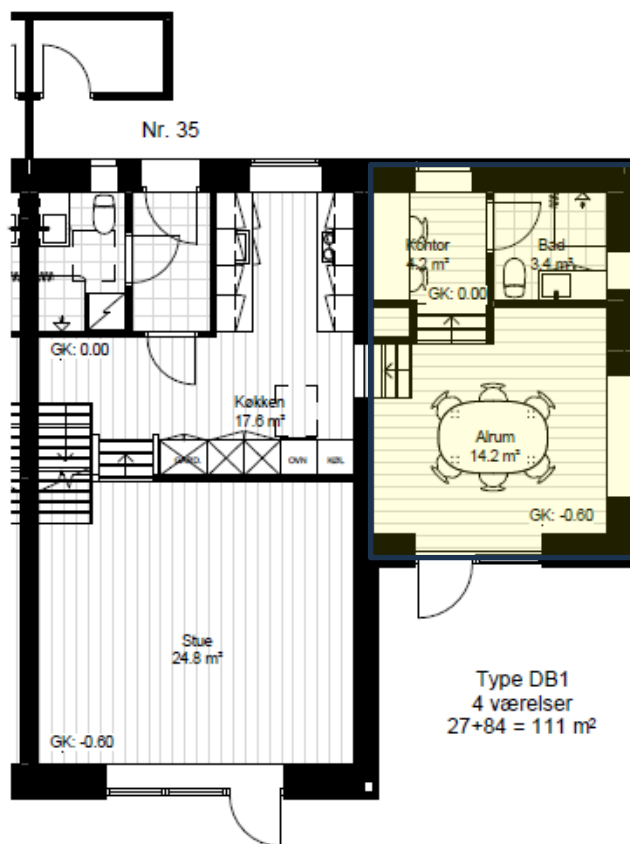 Nr. 35
Kontor
4.2 m²
Bad
3.4 m²
GK: 0.00
GK: 0.00
Køkken
17.6 m²
Alrum
14.2 m²
GARD.
OVN
KØL
GK: -0.60
Stue
24.8 m²
GK: -0.60
Type DB1
4 værelser
27+84 = 111 m²